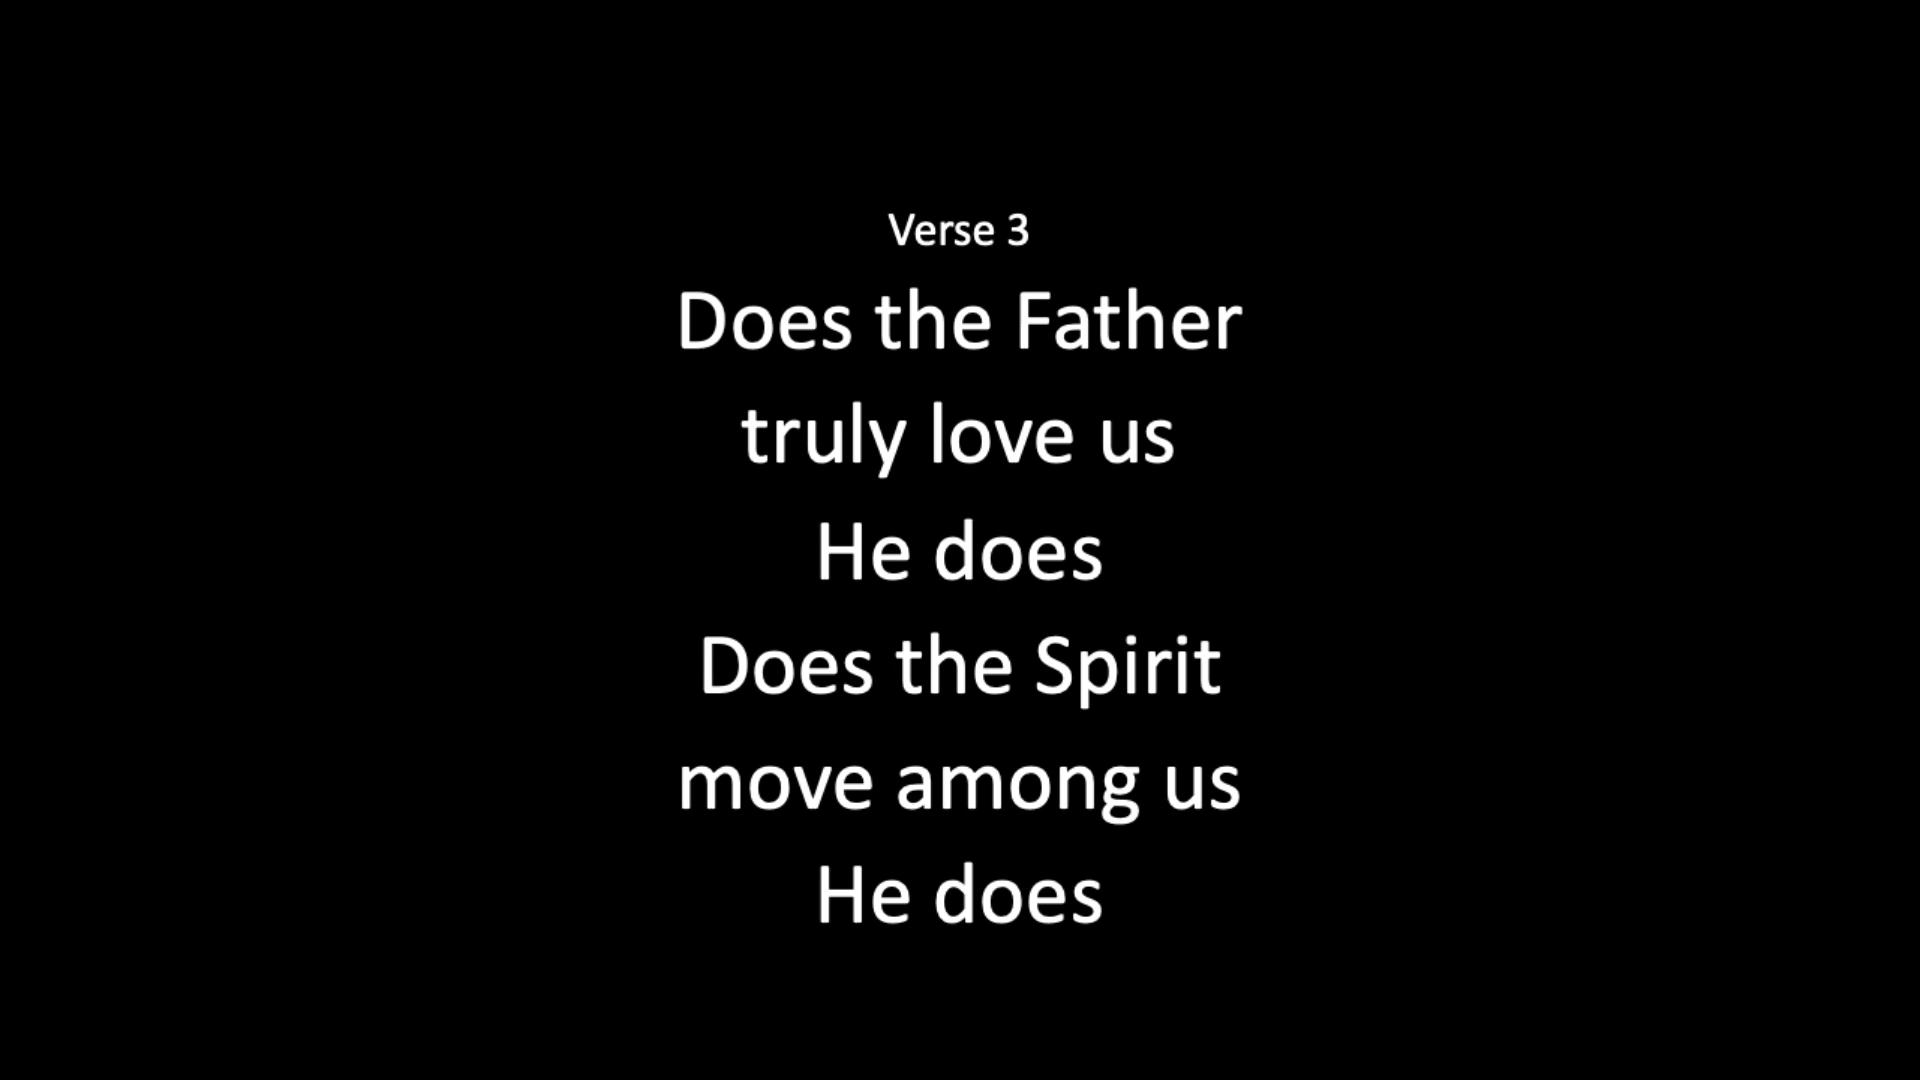 Verse 3
Does the Father
truly love us
He does
Does the Spirit
move among us
He does